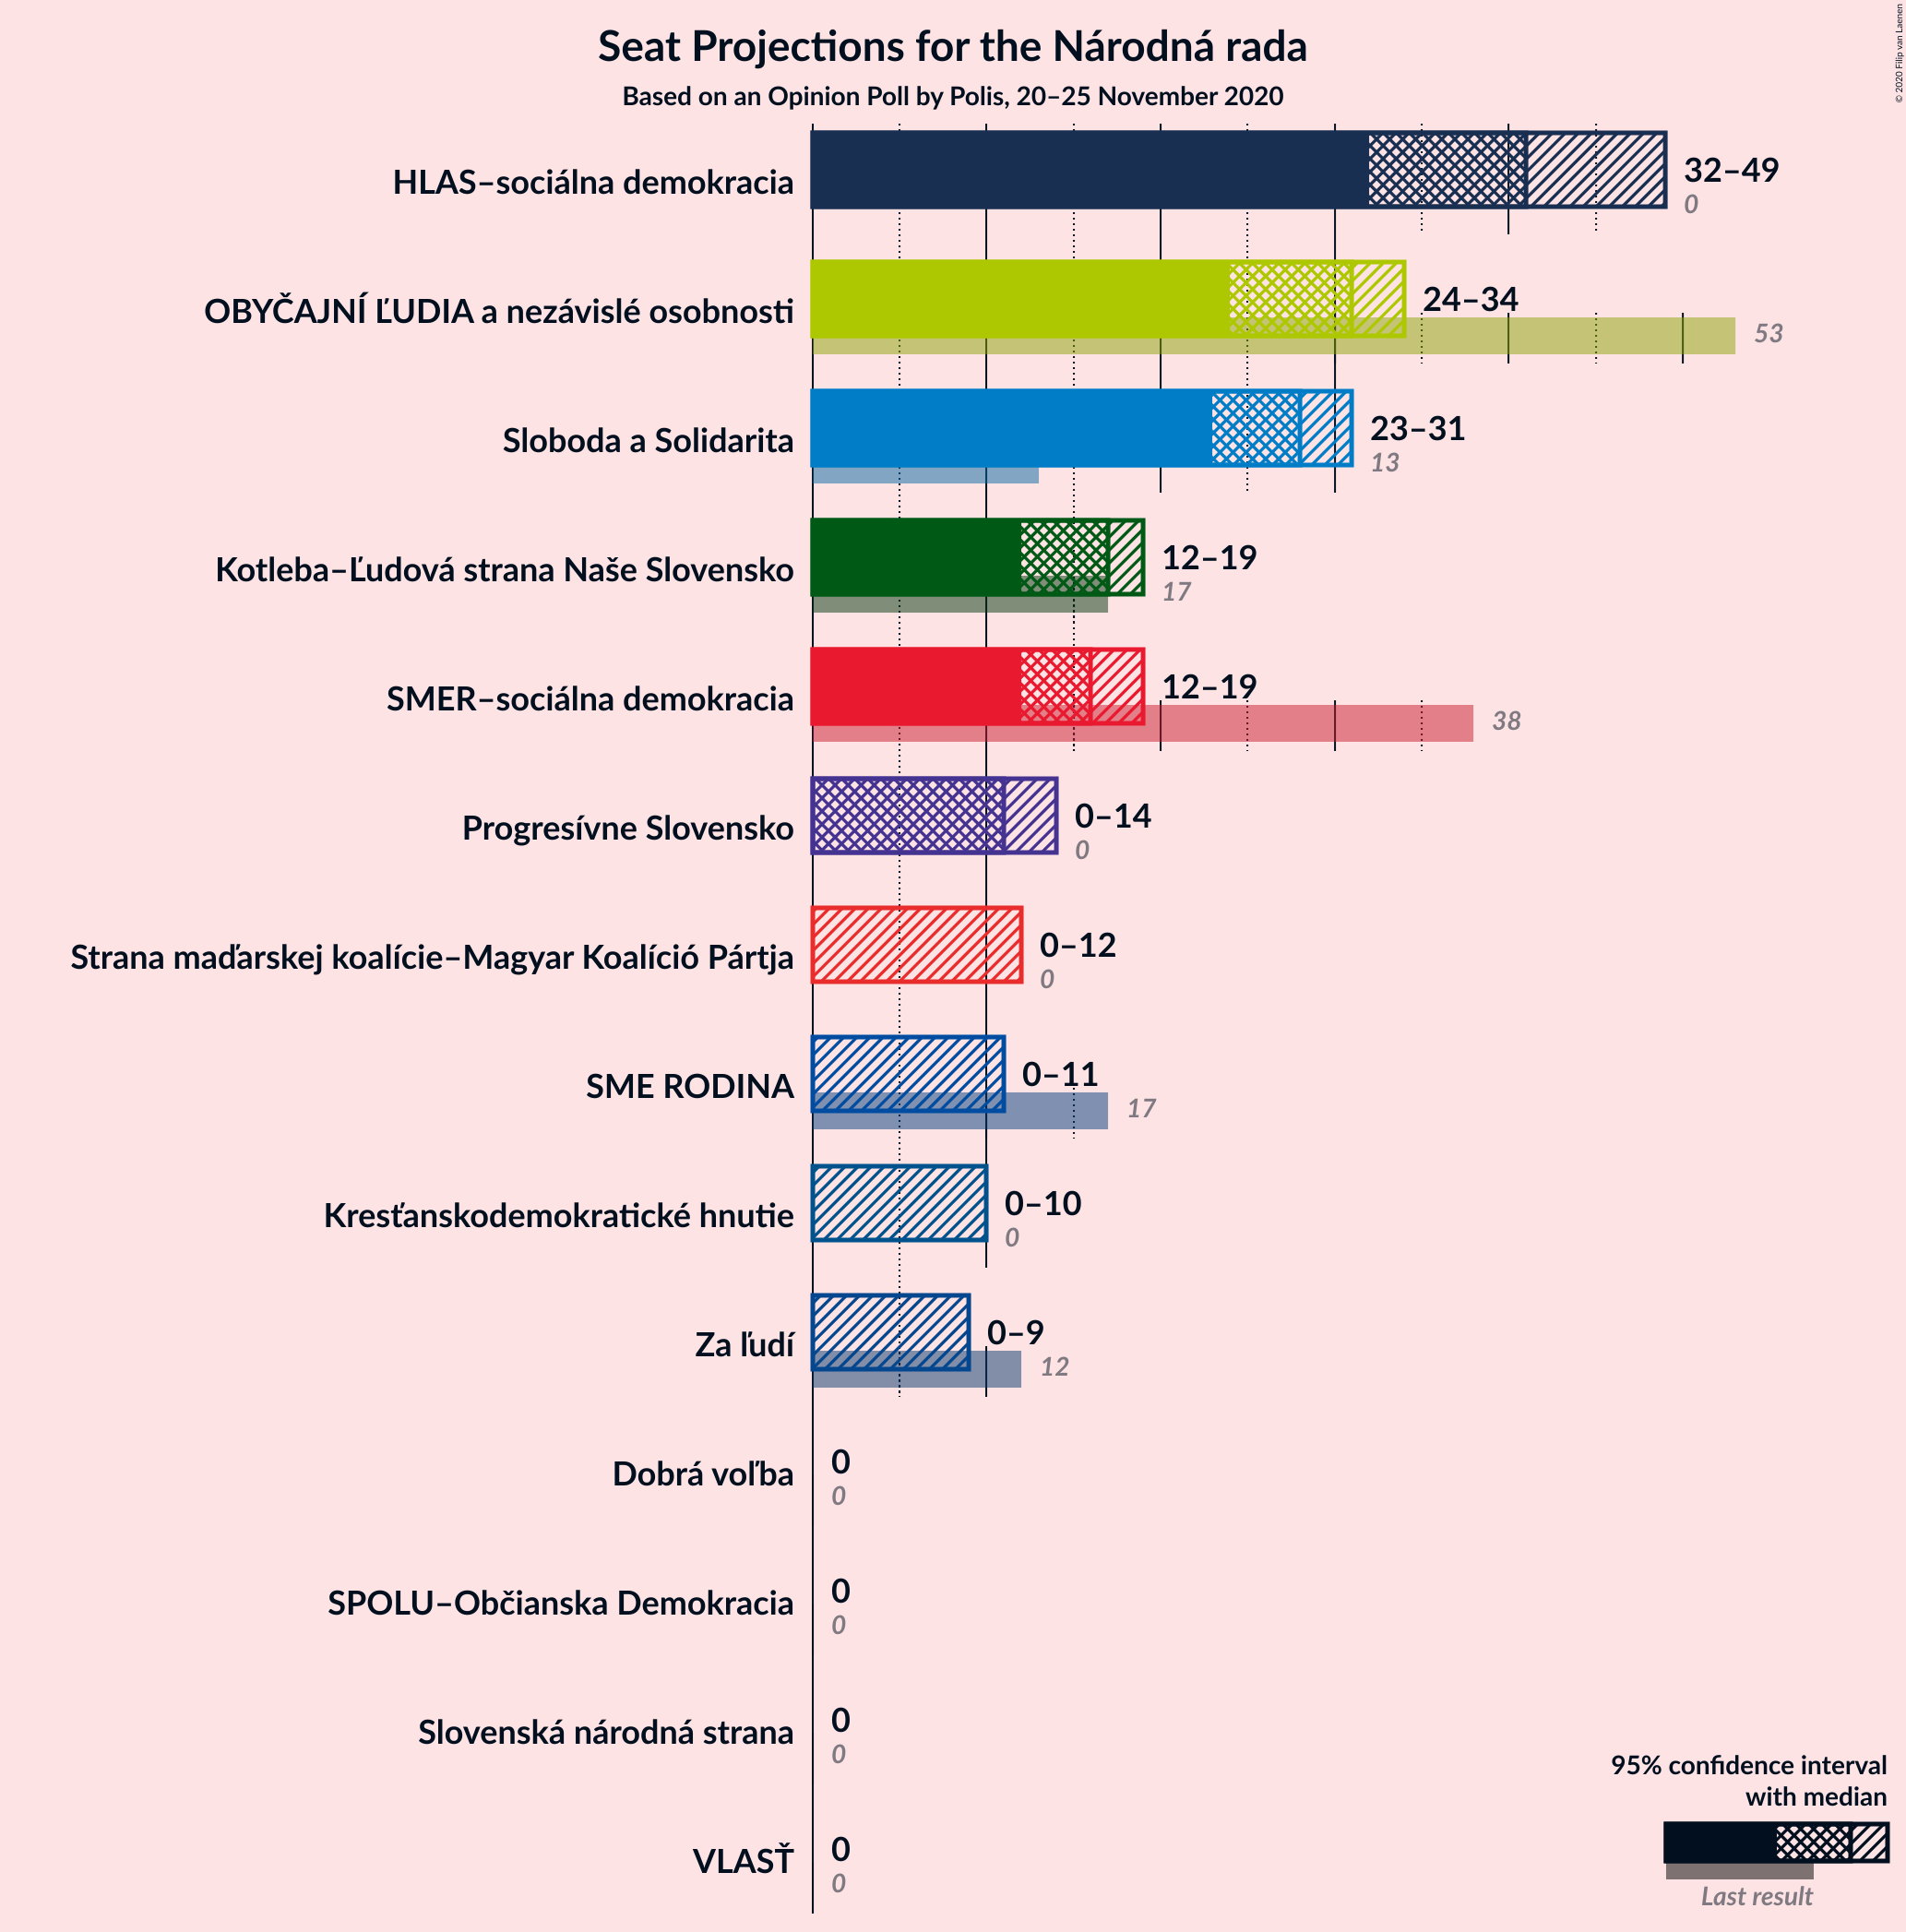 Seat Projections for the Národná rada
Based on an Opinion Poll by Polis, 20–25 November 2020
© 2020 Filip van Laenen
HLAS–sociálna demokracia
32–49
0
OBYČAJNÍ ĽUDIA a nezávislé osobnosti
24–34
53
Sloboda a Solidarita
23–31
13
Kotleba–Ľudová strana Naše Slovensko
12–19
17
SMER–sociálna demokracia
12–19
38
Progresívne Slovensko
0–14
0
Strana maďarskej koalície–Magyar Koalíció Pártja
0–12
0
SME RODINA
0–11
17
Kresťanskodemokratické hnutie
0–10
0
Za ľudí
0–9
12
Dobrá voľba
0
0
SPOLU–Občianska Demokracia
0
0
Slovenská národná strana
0
0
VLASŤ
0
0
95% confidence interval
with median
Last result